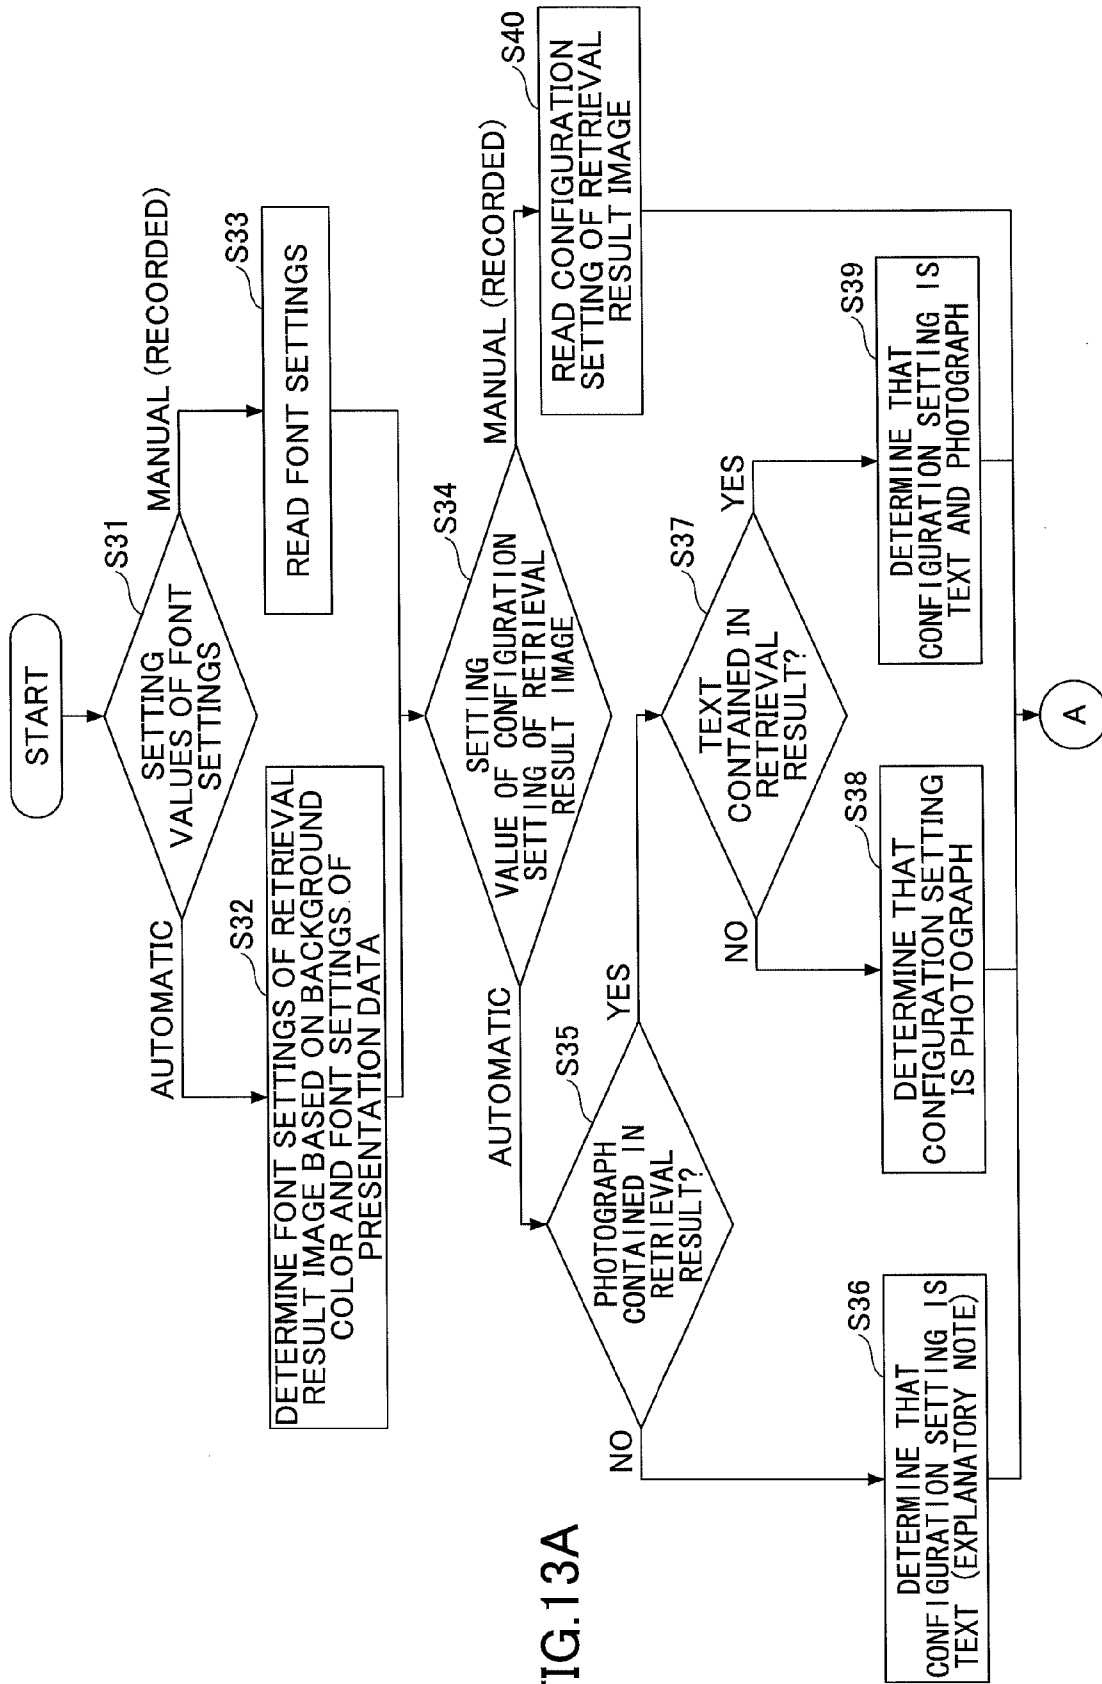 START
S31
SETTING
VALUES OF FONT
SETTINGS
AUTOMATIC
MANUAL (RECORDED)
S32
DETERMINE FONT SETTINGS OF RETRIEVAL
RESULT IMAGE BASED ON BACKGROUND
COLOR AND FONT SETTINGS OF
PRESENTATION DATA
S33
READ FONT SETTINGS
S34
SETTING
VALUE OF CONFIGURATION
SETTING OF RETRIEVAL
RESULT IMAGE
AUTOMATIC
MANUAL (RECORDED)
S35
PHOTOGRAPH
CONTAINED IN
RETRIEVAL
RESULT?
YES
NO
S40
READ CONFIGURATION
SETTING OF RETRIEVAL
RESULT IMAGE
S37
TEXT
CONTAINED IN
RETRIEVAL
RESULT?
NO
YES
S36
DETERMINE THAT
CONFIGURATION SETTING IS
TEXT (EXPLANATORY NOTE)
S38
DETERMINE THAT
CONFIGURATION SETTING
IS PHOTOGRAPH
S39
DETERMINE THAT
CONFIGURATION SETTING IS
TEXT AND PHOTOGRAPH
A
FIG.13A